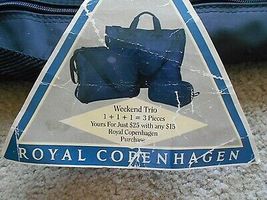 Weekend Trio
1 + 1 + 1 = 3 Pieces
Yours For Just $25 with any $15
Royal Copenhagen
Purchase
ROYAL COPENHAGEN